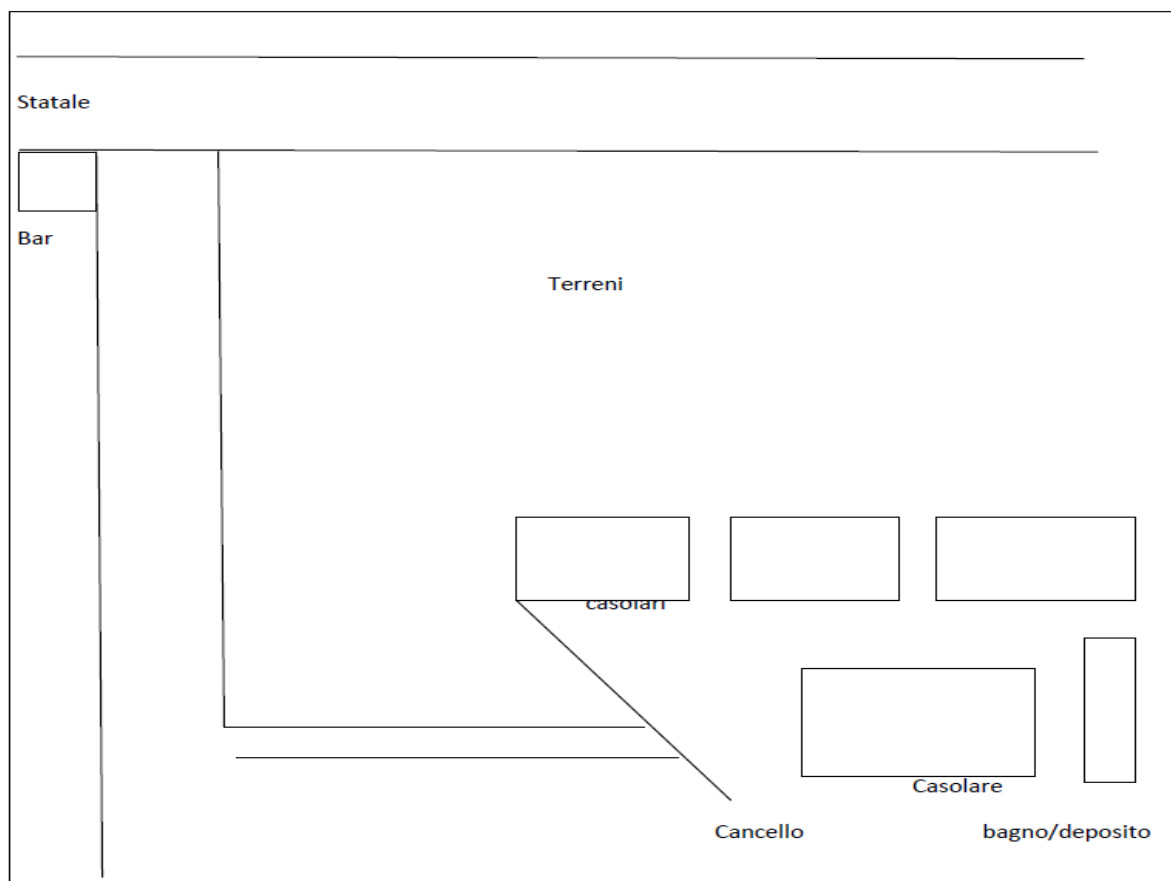 Statale
Bar
Terreni
casolari
Casolare
Cancello
bagno/deposito